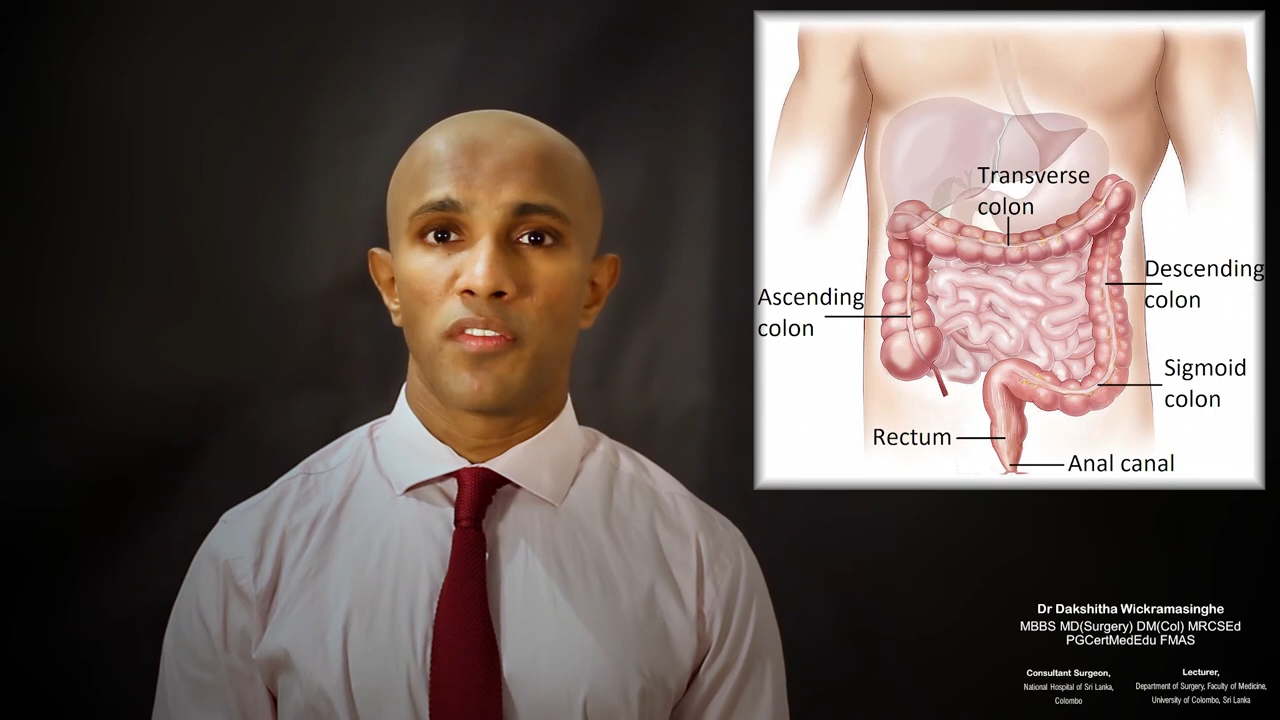 Transverse
colon
Descending
colon
Ascending
colon
Sigmoid
colon
Rectum
Anal canal
Dr Dakshitha Wickramasinghe
MBBS MD(Surgery) DM(Col) MRCSEd
PGCertMedEdu FMAS
Consultant Surgeon,
National Hospital of Sri Lanka,
Colombo
Lecturer,
Department of Surgery, Faculty of Medicine,
University of Colombo, Sri Lanka